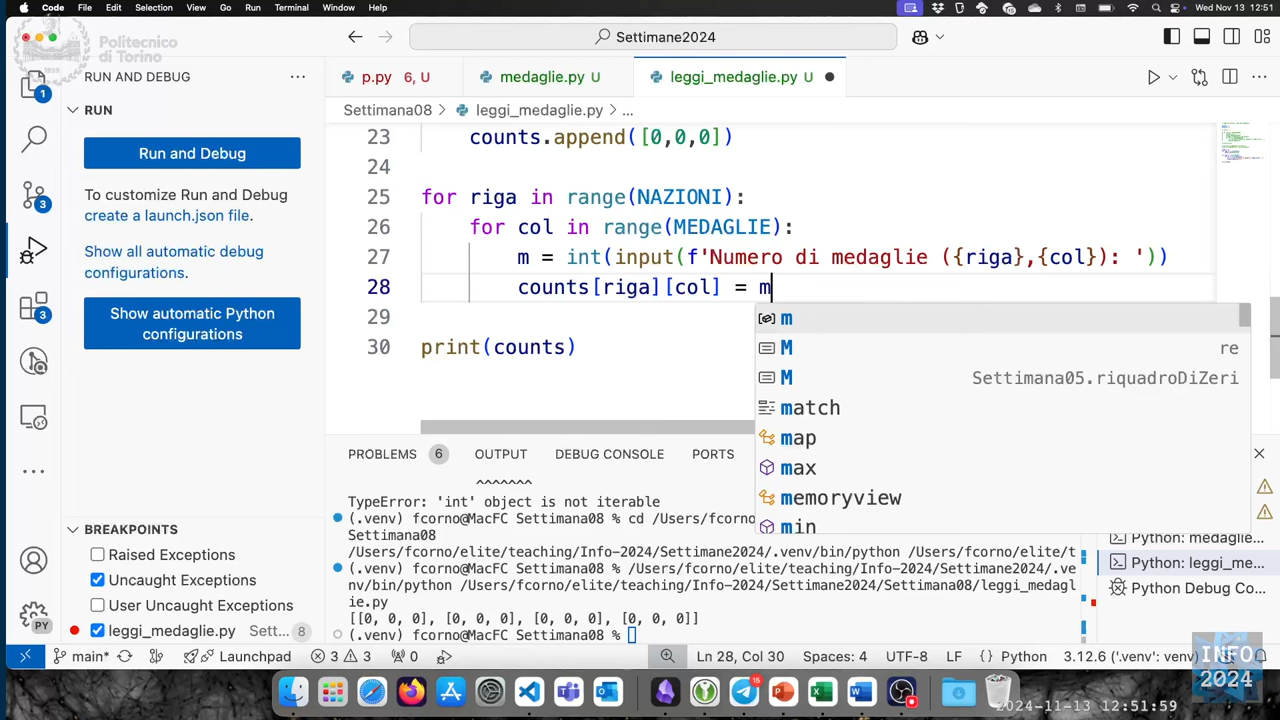 Code File Edit Selection View Go Run Terminal Window Help Wed Nov 13 12:51
Politecnico
di Torino
Settimane2024
RUN AND DEBUG
p.py 6, U
medaglie.py U
leggi_medaglie.py U
Settimana08 > leggi_medaglie.py > ...
RUN
Run and Debug
To customize Run and Debug
create a launch.json file.
Show all automatic debug
configurations.
Show automatic Python
configurations
23 counts.append([0,0,0])
24
25 for riga in range(NAZIONI):
26 for col in range(MEDAGLIE):
27 m = int(input(f'Numero di medaglie ({riga},{col}): '))
28 counts[riga][col] = m
29
30 print(counts)
m
M re
M Settimana05.riquadroDiZeri
match
map
max
memoryview
min
PROBLEMS 6 OUTPUT DEBUG CONSOLE PORTS
^^^^^^^
TypeError: 'int' object is not iterable
(.venv) fcorno@MacFC Settimana08 % cd /Users/fcorno
Settimana08
/Users/fcorno/elite/teaching/Info-2024/Settimane2024/.venv/bin/python /Users/fcorno/elite/t
(.venv) fcorno@MacFC Settimana08 % /Users/fcorno/elite/teaching/Info-2024/Settimane2024/.ve
nv/bin/python /Users/fcorno/elite/teaching/Info-2024/Settimane2024/Settimana08/leggi_medagl
ie.py
[[0, 0, 0], [0, 0, 0], [0, 0, 0], [0, 0, 0]]
(.venv) fcorno@MacFC Settimana08 %
Python: medaglie...
Python: leggi_me...
Python Debug Co...
BREAKPOINTS
Raised Exceptions
Uncaught Exceptions
User Uncaught Exceptions
leggi_medaglie.py Sett... 8
main* Launchpad 3 3 0 Ln 28, Col 30 Spaces: 4 UTF-8 LF Python 3.12.6 ('.venv': venv)
INFO
2024
2024-11-13 12:51:59